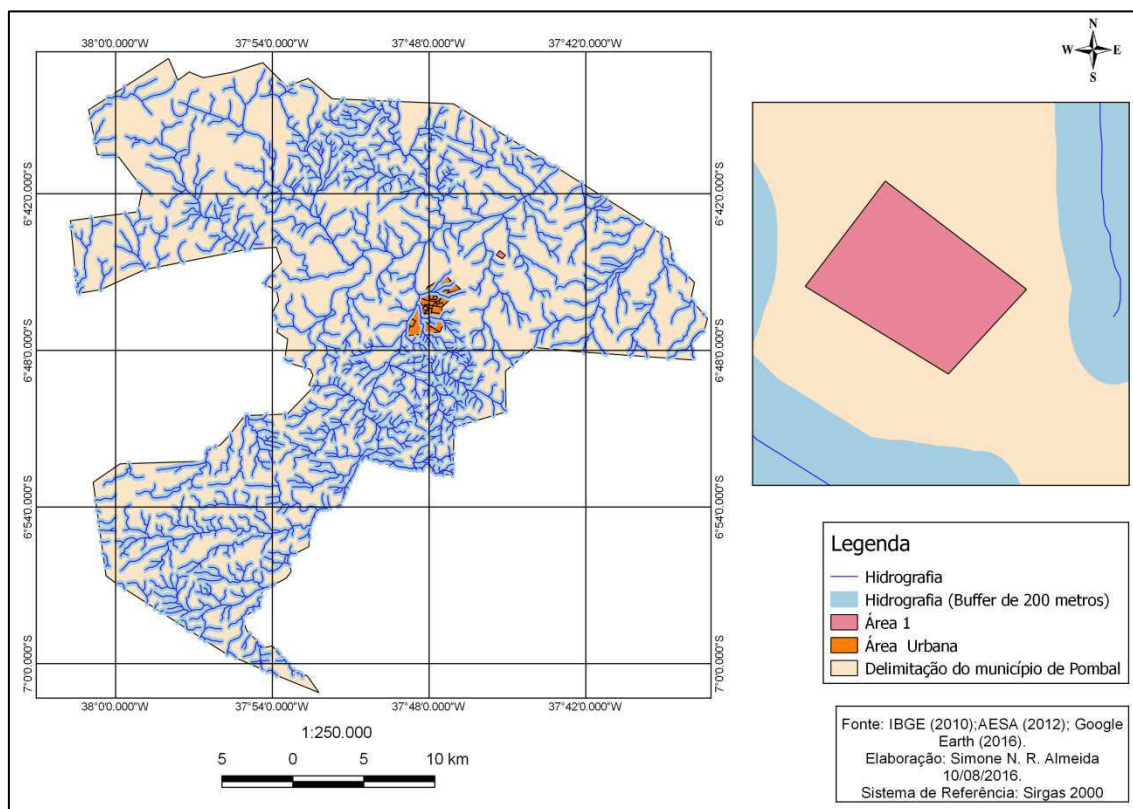 38°0'0.000"W 37°54'0.000"W 37°48'0.000"W 37°42'0.000"W
N
W E
S
6°42'0.000"S 6°42'0.000"S
6°48'0.000"S 6°48'0.000"S
6°54'0.000"S 6°54'0.000"S
7°0'0.000"S 7°0'0.000"S
38°0'0.000"W 37°54'0.000"W 37°48'0.000"W 37°42'0.000"W
1:250.000
5 0 5 10 km
Legenda
Hidrografia
Hidrografia (Buffer de 200 metros)
Área 1
Área Urbana
Delimitação do município de Pombal
Fonte: IBGE (2010);AESA (2012); Google
Earth (2016).
Elaboração: Simone N. R. Almeida
10/08/2016.
Sistema de Referência: Sirgas 2000